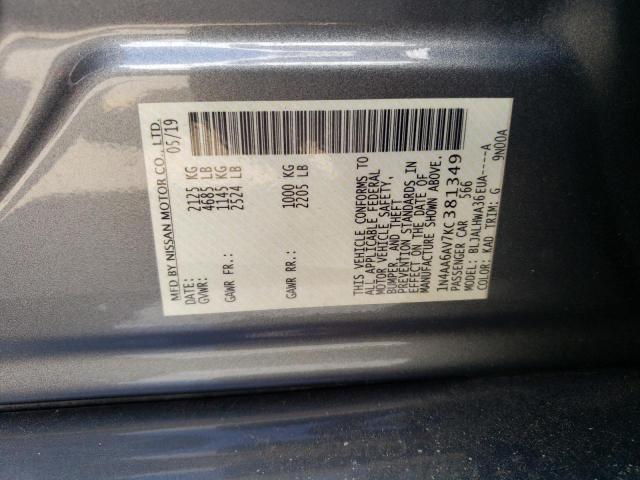 MFD BY NISSAN MOTOR CO., LTD.
DATE: 05/19
GVWR: 2125 KG
4685 LB
GAWR FR.: 1145 KG
2524 LB
GAWR RR.: 1000 KG
2205 LB
THIS VEHICLE CONFORMS TO
ALL APPLICABLE FEDERAL
MOTOR VEHICLE SAFETY,
BUMPER, AND THEFT
PREVENTION STANDARDS IN
EFFECT ON THE DATE OF
MANUFACTURE SHOWN ABOVE.
1N4AA6AV7KC381349
PASSENGER CAR 566
MODEL: BLJALHWA36EUA-----A
COLOR: KAD TRIM: G 9N00A